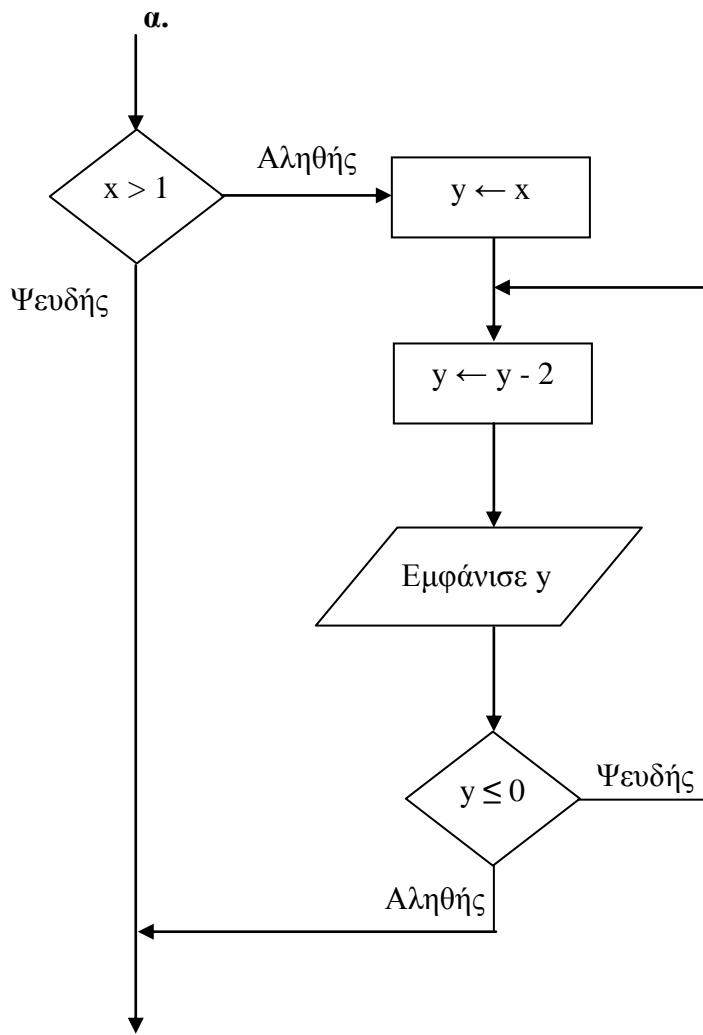 α.
x > 1
Αληθής
y ← x
Ψευδής
y ← y - 2
Εμφάνισε y
y ≤ 0
Ψευδής
Αληθής